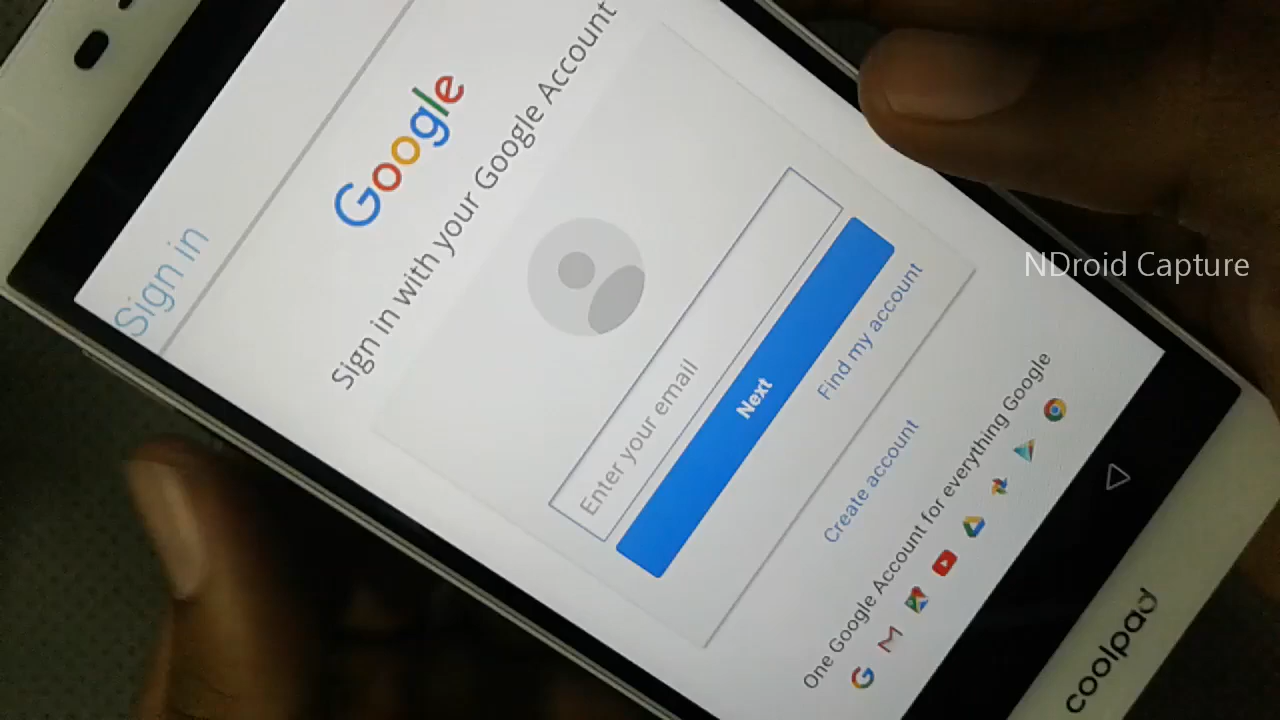 Sign in
Google
Sign in with your Google Account
Enter your email
Next
Find my account
Create account
One Google Account for everything Google
coolpad
NDroid Capture